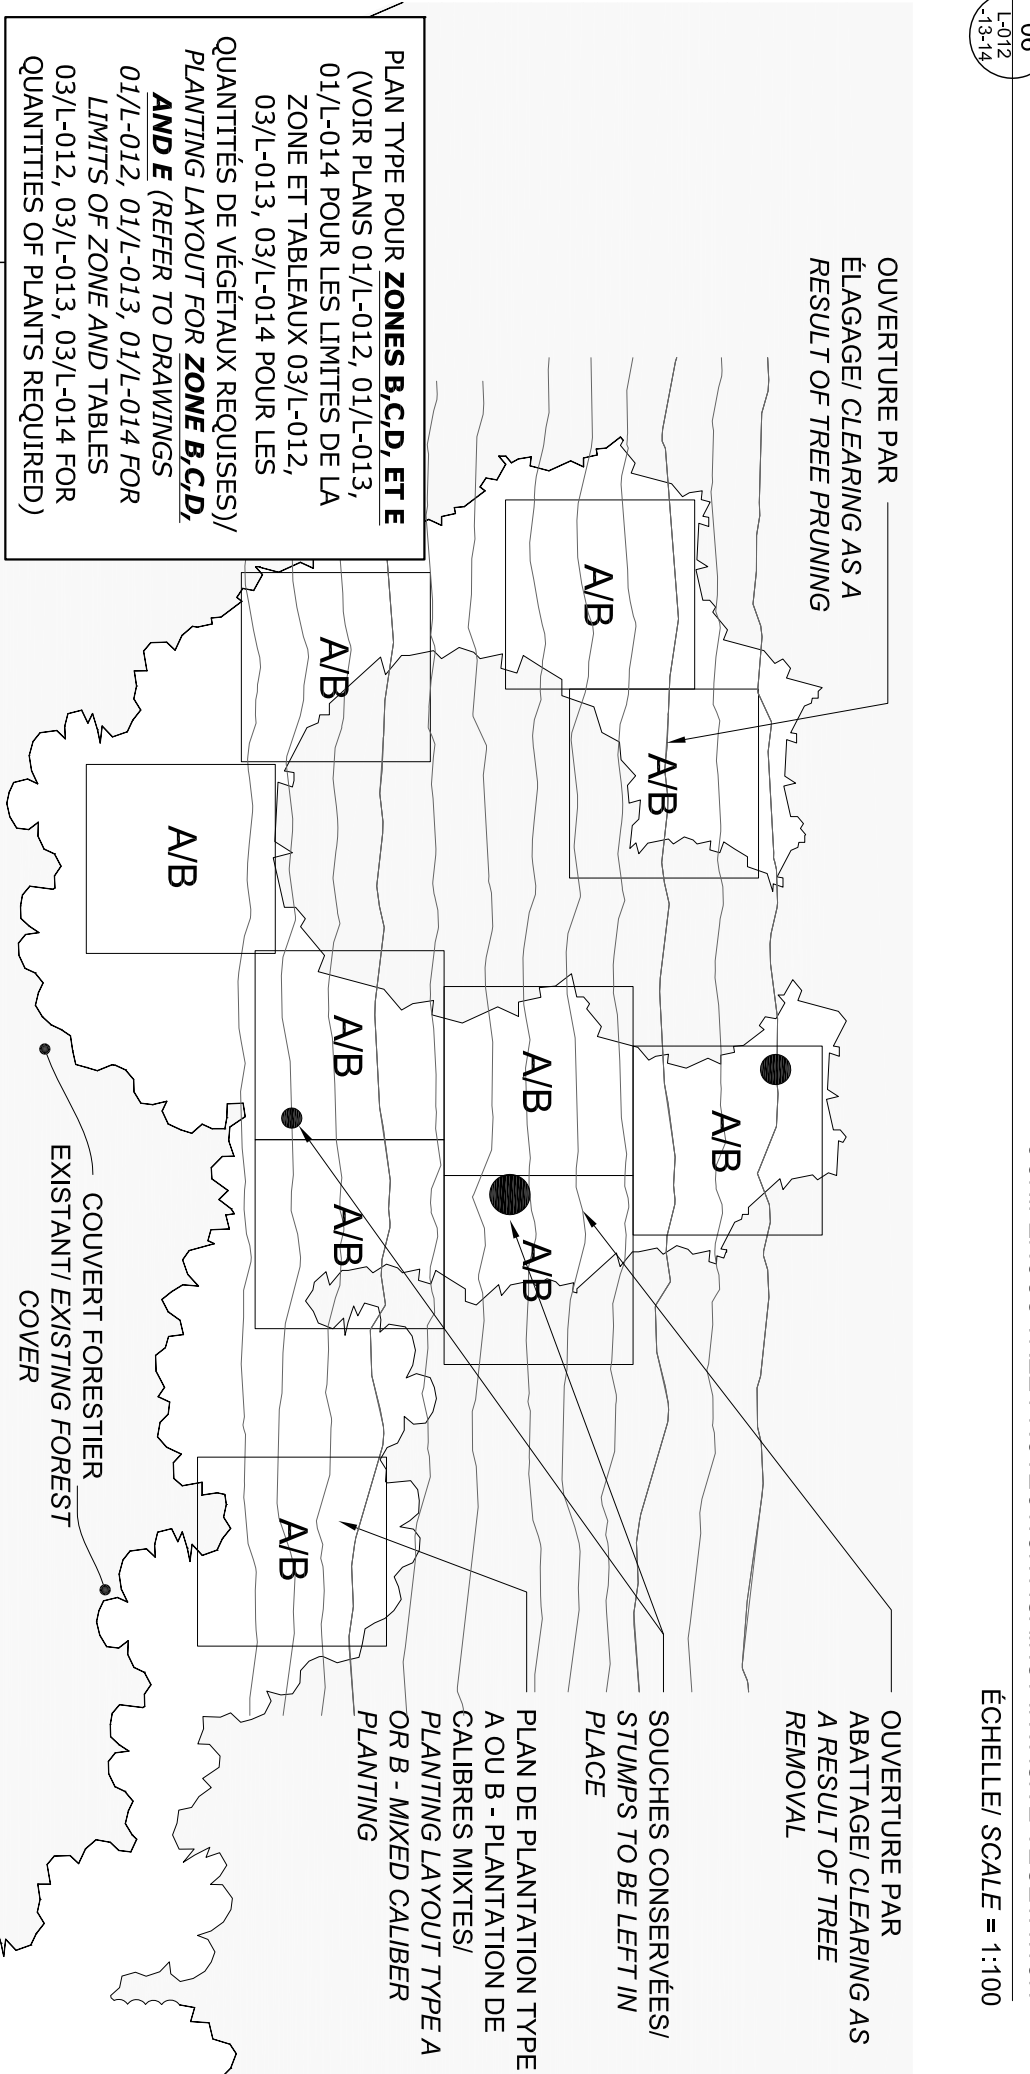 L-012
-13-14
ÉCHELLE/ SCALE = 1:100
PLAN TYPE POUR ZONES B,C,D, ET E
(VOIR PLANS 01/L-012, 01/L-013,
01/L-014 POUR LES LIMITES DE LA
ZONE ET TABLEAUX 03/L-012,
03/L-013, 03/L-014 POUR LES
QUANTITÉS DE VÉGÉTAUX REQUISES)/
PLANTING LAYOUT FOR ZONE B,C,D,
AND E (REFER TO DRAWINGS
01/L-012, 01/L-013, 01/L-014 FOR
LIMITS OF ZONE AND TABLES
03/L-012, 03/L-013, 03/L-014 FOR
QUANTITIES OF PLANTS REQUIRED)
OUVERTURE PAR
ÉLAGAGE/ CLEARING AS A
RESULT OF TREE PRUNING
A/B
A/B
A/B
A/B
A/B
A/B
A/B
A/B
A/B
A/B
OUVERTURE PAR
ABATTAGE/ CLEARING AS
A RESULT OF TREE
REMOVAL
SOUCHES CONSERVÉES/
STUMPS TO BE LEFT IN
PLACE
PLAN DE PLANTATION TYPE
A OU B - PLANTATION DE
CALIBRES MIXTES/
PLANTING LAYOUT TYPE A
OR B - MIXED CALIBER
PLANTING
COUVERT FORESTIER
EXISTANT/ EXISTING FOREST
COVER